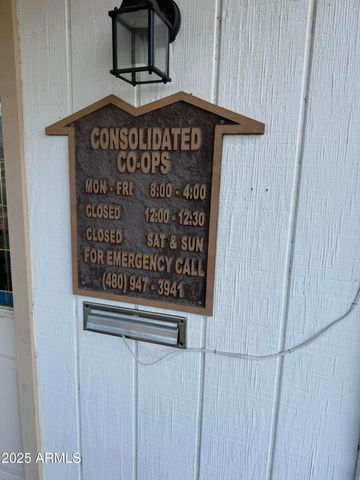 CONSOLIDATED
CO-OPS
MON - FRI 8:00 - 4:00
CLOSED 12:00 - 12:30
CLOSED SAT & SUN
FOR EMERGENCY CALL
(480) 947 - 3941
2025 ARMLS